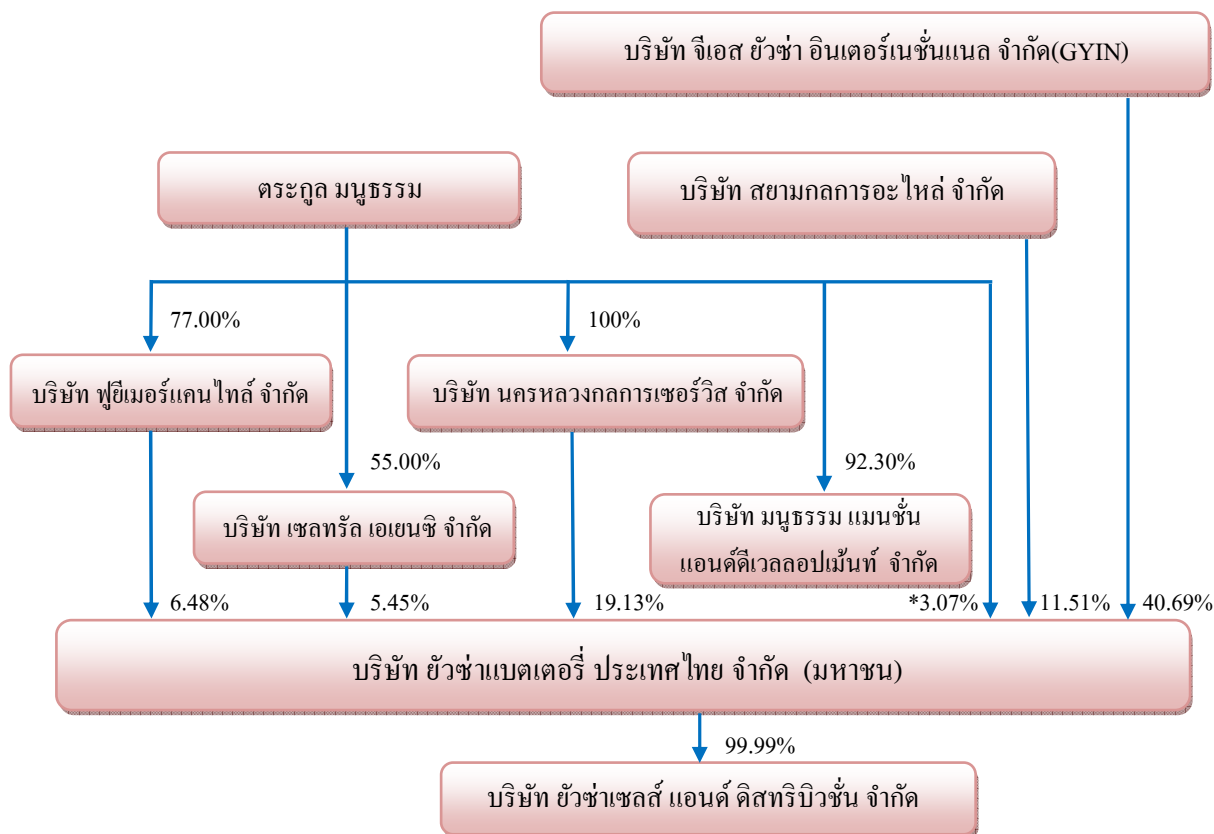 บริษัท จีเอส ยัวซ่า อินเตอร์เนชั่นแนล จำกัด(GYIN)
ตระกูล มนูธรรม
บริษัท สยามกลการอะไหล่ จำกัด
77.00%
100%
บริษัท ฟูยีเมอร์แคนไทล์ จำกัด
บริษัท นครหลวงกลการเซอร์วิส จำกัด
55.00%
92.30%
บริษัท เซลทรัล เอเยนซิ จำกัด
บริษัท มนูธรรม แมนชั่น
แอนด์ดีเวลลอปเม้นท์ จำกัด
6.48%
5.45%
19.13%
*3.07%
11.51%
40.69%
บริษัท ยัวซ่าแบตเตอรี่ ประเทศไทย จำกัด (มหาชน)
99.99%
บริษัท ยัวซ่าเซลส์ แอนด์ ดิสทริบิวชั่น จำกัด